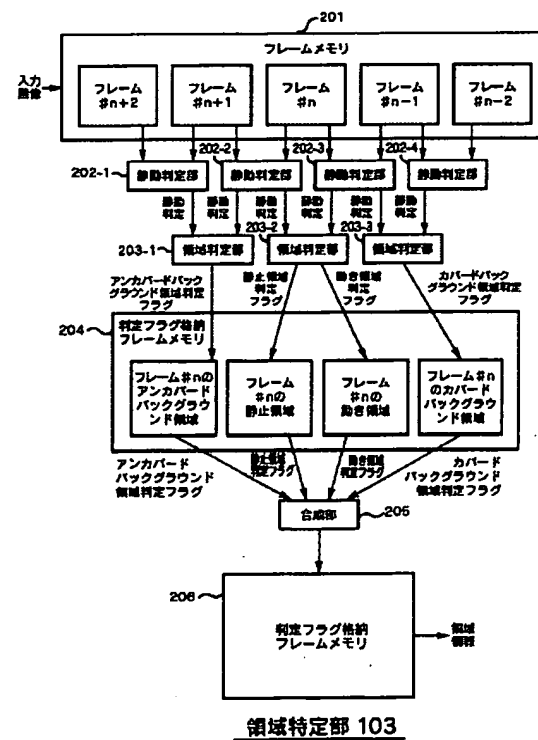 201
フレームメモリ
入力
画像
フレーム
#n+2
フレーム
#n+1
フレーム
#n
フレーム
#n−1
フレーム
#n−2
202-1
202-2
202-3
202-4
静動判定部
静動判定部
静動判定部
静動判定部
静動
判定
静動
判定
静動
判定
静動
判定
静動
判定
静動
判定
203-1
203-2
203-3
領域判定部
領域判定部
領域判定部
アンカバードバック
グラウンド領域判定
フラグ
静止領域
判定
フラグ
動き領域
判定
フラグ
カバードバック
グラウンド領域判定
フラグ
204
判定フラグ格納
フレームメモリ
フレーム#nの
アンカバード
バックグラウ
ンド領域
フレーム
#nの
静止領域
フレーム
#nの
動き領域
フレーム#n
のカバード
バックグラウ
ンド領域
アンカバード
バックグラウンド
領域判定フラグ
静止領域
判定フラグ
動き領域
判定フラグ
カバード
バックグラウンド
領域判定フラグ
合成部
205
206
判定フラグ格納
フレームメモリ
領域
情報
領域特定部 103